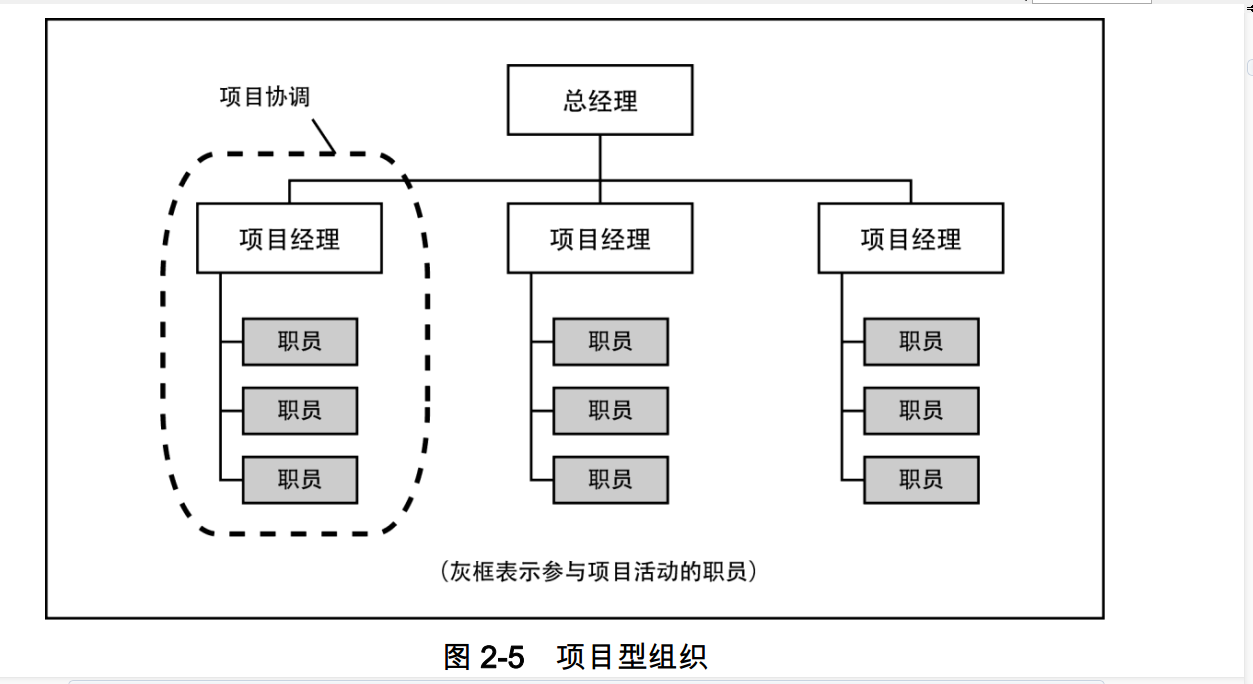 项目协调
总经理
项目经理 项目经理 项目经理
职员 职员 职员
职员 职员 职员
职员 职员 职员
（灰框表示参与项目活动的职员）
图 2-5 项目型组织